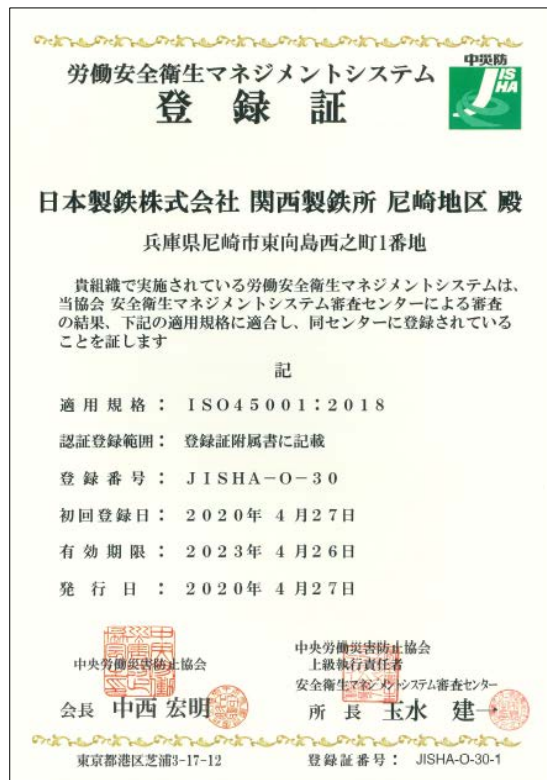 労働安全衛生マネジメントシステム
登録証
中災防
JISHA
日本製鉄株式会社 関西製鉄所 尼崎地区 殿
兵庫県尼崎市東向島西之町1番地
貴組織で実施されている労働安全衛生マネジメントシステムは、
当協会 安全衛生マネジメントシステム審査センターによる審査
の結果、下記の適用規格に適合し、同センターに登録されている
ことを証します
記
適用規格： ISO45001：2018
認証登録範囲： 登録証附属書に記載
登録番号： JISHA－O－30
初回登録日： 2020年 4月27日
有効期限： 2023年 4月26日
発行日： 2020年 4月27日
中央労働災害防止協会
会長 中西 宏明
中央労働災害防止協会
上級執行責任者
安全衛生マネジメントシステム審査センター
所長 玉水 建一
東京都港区芝浦3-17-12
登録証番号： JISHA-O-30-1